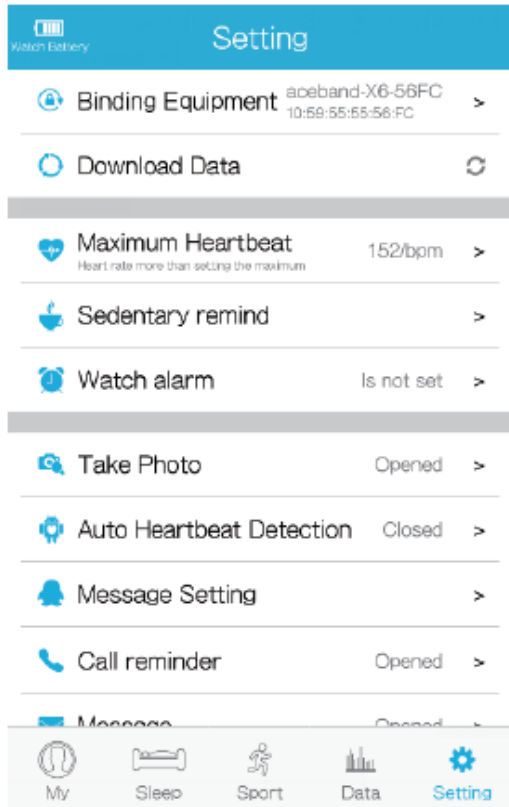 Watch Battery
Setting
Binding Equipment aceband-X6-56FC >
10:59:55:55:56:FC
Download Data
Maximum Heartbeat 152/bpm >
Heart rate more than setting the maximum
Sedentary remind >
Watch alarm Is not set >
Take Photo Opened >
Auto Heartbeat Detection Closed >
Message Setting >
Call reminder Opened >
Message Opened >
My Sleep Sport Data Setting